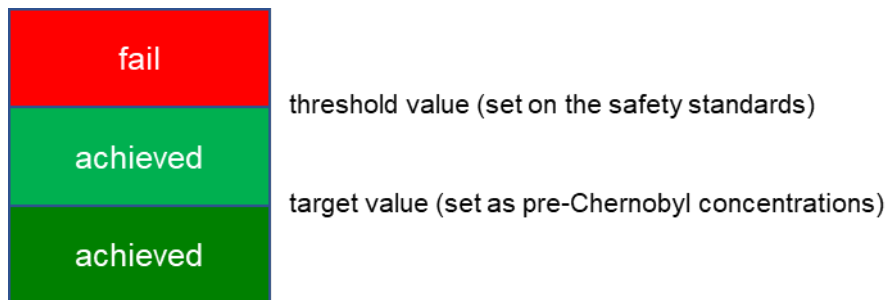 fail
threshold value (set on the safety standards)
achieved
target value (set as pre-Chernobyl concentrations)
achieved